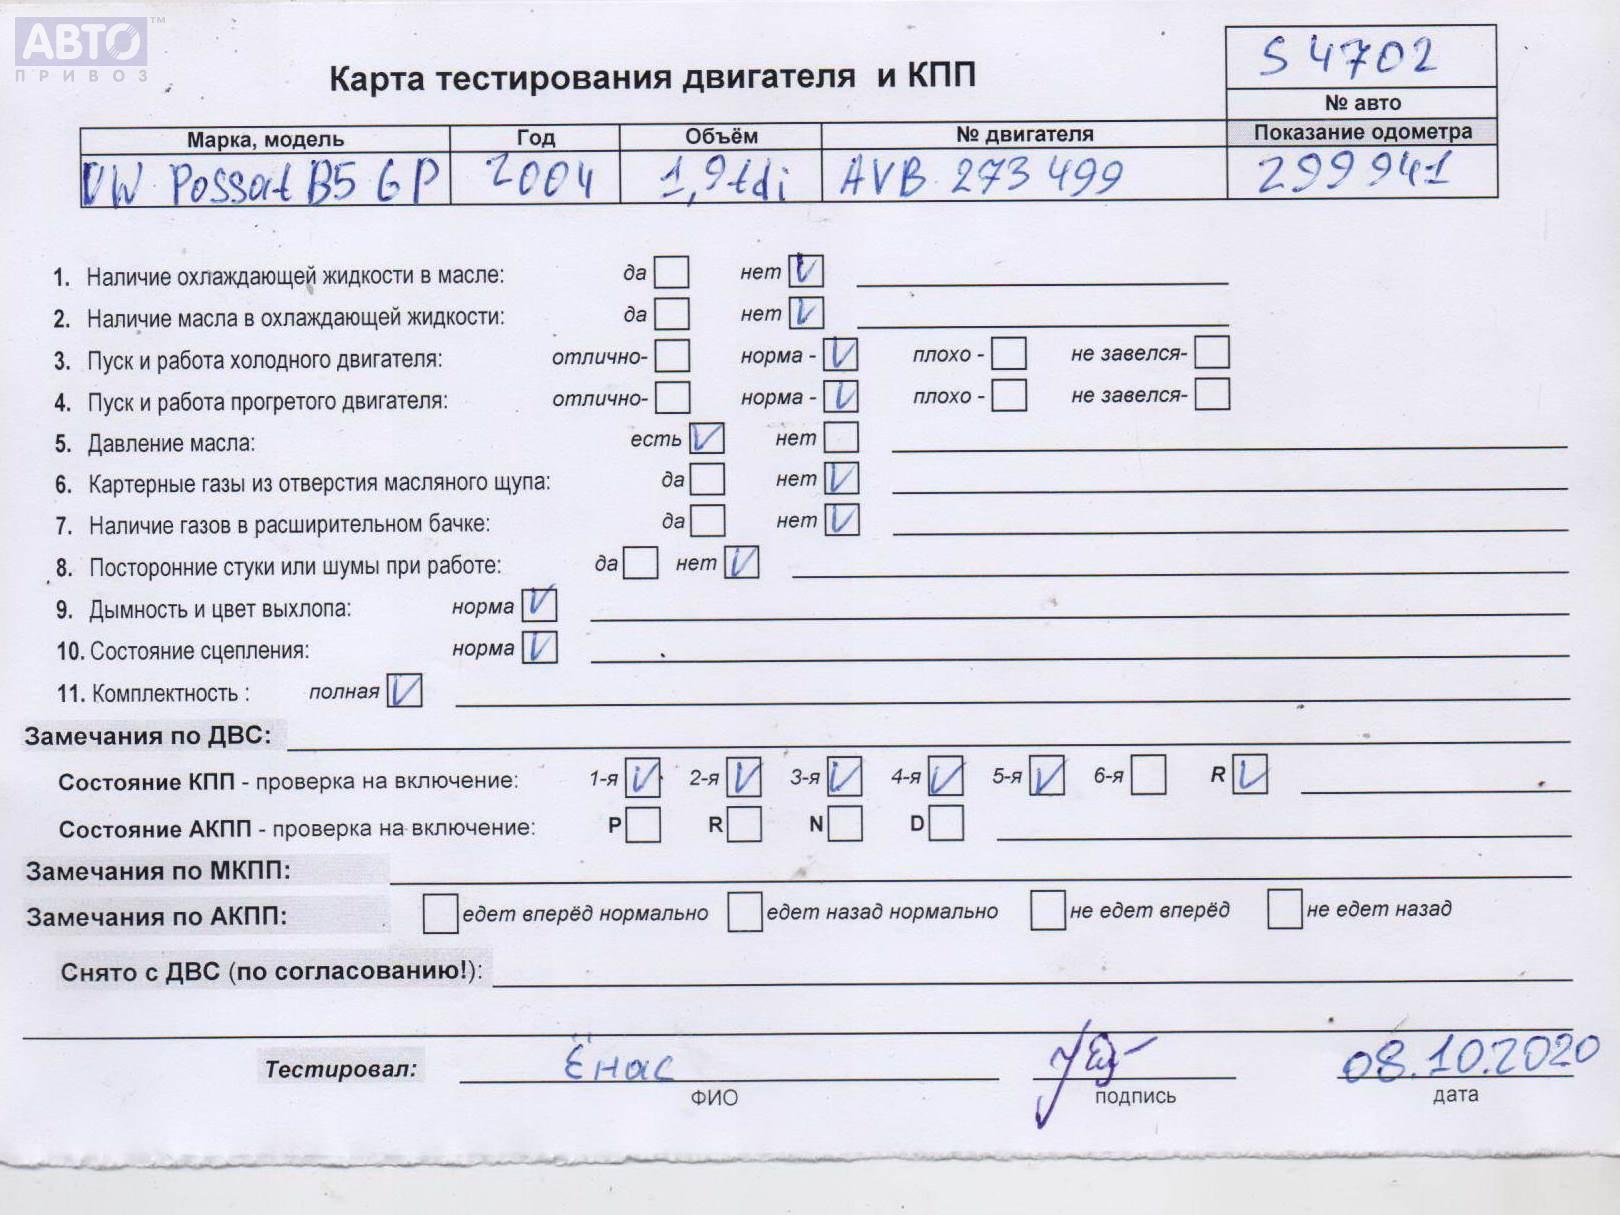 АВТО™
ПРИВОЗ
S 4702
Карта тестирования двигателя и КПП
№ авто
Марка, модель Год Объём № двигателя Показание одометра
VW Passat B5 GP 2004 1,9tdi AVB 273 499 299941
1. Наличие охлаждающей жидкости в масле: да нет V
2. Наличие масла в охлаждающей жидкости: да нет V
3. Пуск и работа холодного двигателя: отлично- норма - V плохо - не завелся-
4. Пуск и работа прогретого двигателя: отлично- норма - V плохо - не завелся-
5. Давление масла: есть V нет
6. Картерные газы из отверстия масляного щупа: да нет V
7. Наличие газов в расширительном бачке: да нет V
8. Посторонние стуки или шумы при работе: да нет V
9. Дымность и цвет выхлопа: норма V
10. Состояние сцепления: норма V
11. Комплектность : полная V
Замечания по ДВС:
Состояние КПП - проверка на включение: 1-я V 2-я V 3-я V 4-я V 5-я V 6-я R V
Состояние АКПП - проверка на включение: P R N D
Замечания по МКПП:
Замечания по АКПП: едет вперёд нормально едет назад нормально не едет вперёд не едет назад
Снято с ДВС (по согласованию!):
Тестировал: Ёнас 08.10.2020
ФИО подпись дата